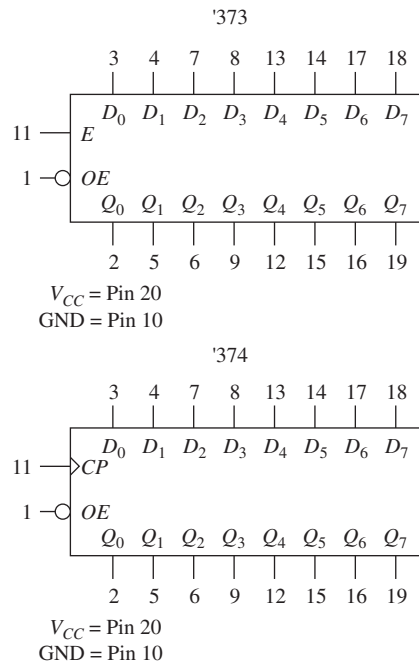 '373
3 4 7 8 13 14 17 18
D₀ D₁ D₂ D₃ D₄ D₅ D₆ D₇
11 E
1 OE
Q₀ Q₁ Q₂ Q₃ Q₄ Q₅ Q₆ Q₇
2 5 6 9 12 15 16 19
V_CC = Pin 20
GND = Pin 10
'374
3 4 7 8 13 14 17 18
D₀ D₁ D₂ D₃ D₄ D₅ D₆ D₇
11 CP
1 OE
Q₀ Q₁ Q₂ Q₃ Q₄ Q₅ Q₆ Q₇
2 5 6 9 12 15 16 19
V_CC = Pin 20
GND = Pin 10